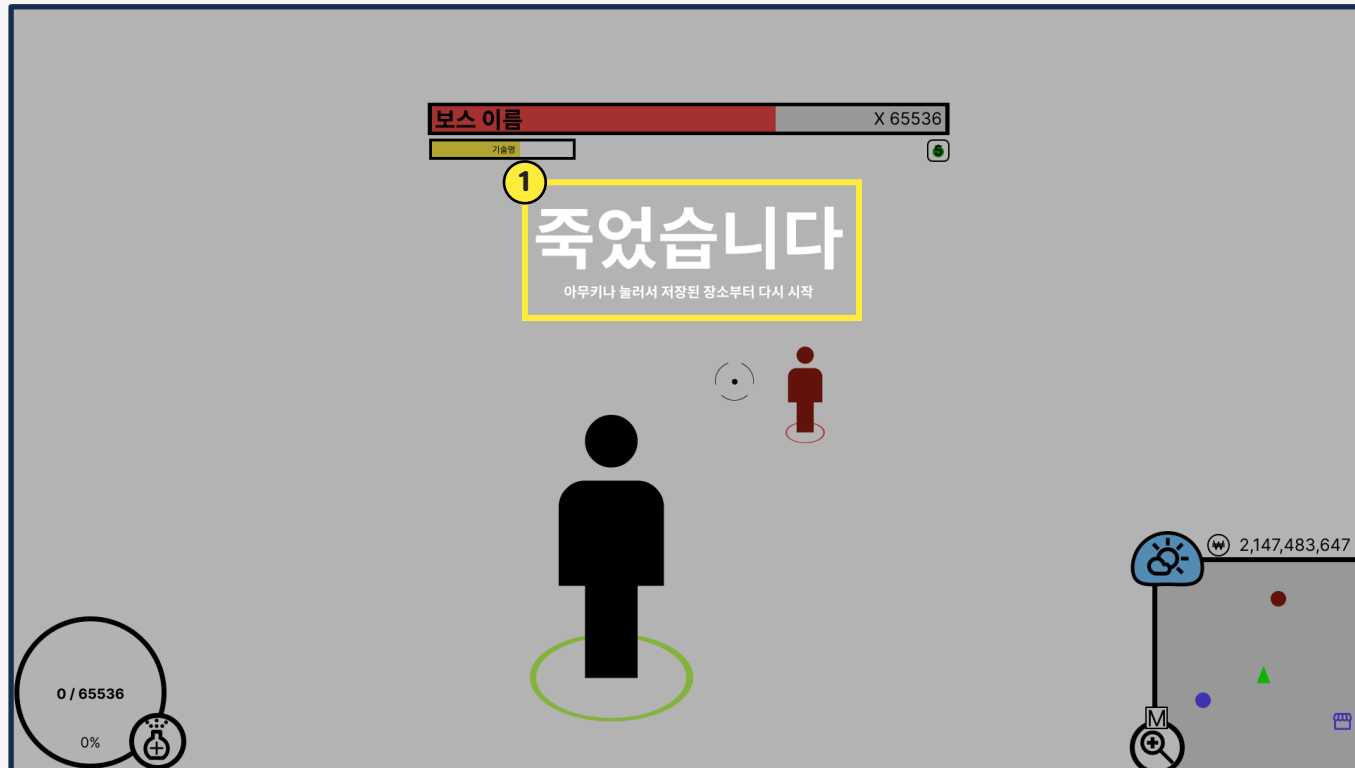 보스 이름
X 65536
기술명
5
1
죽었습니다
아무키나 눌러서 저장된 장소부터 다시 시작
₩ 2,147,483,647
0 / 65536
0%
M